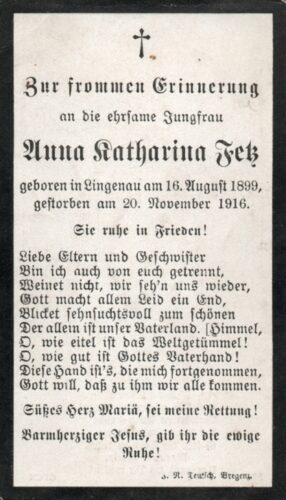 Zur frommen Erinnerung
an die ehrsame Jungfrau
Anna Katharina Fetz
geboren in Lingenau am 16. August 1899,
gestorben am 20. November 1916.
Sie ruhe in Frieden!
Liebe Eltern und Geschwister
Bin ich auch von euch getrennt,
Weinet nicht, wir seh'n uns wieder,
Gott macht allem Leid ein End,
Blicket sehnsuchtsvoll zum schönen
Der allein ist unser Vaterland. [Himmel,
O, wie eitel ist das Weltgetümmel!
O, wie gut ist Gottes Vaterhand!
Diese Hand ist's, die mich fortgenommen,
Gott will, daß zu ihm wir alle kommen.
Süßes Herz Mariä, sei meine Rettung!
Barmherziger Jesus, gib ihr die ewige
Ruhe!
J. N. Teutsch, Bregenz.